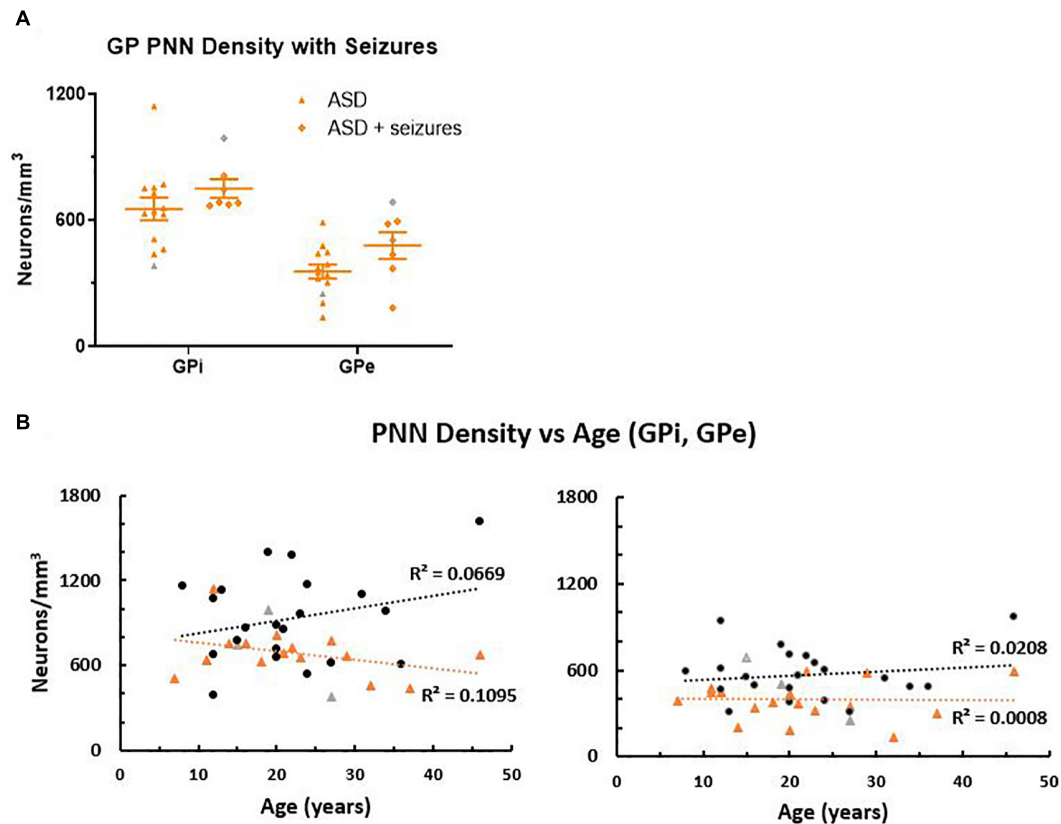 A
GP PNN Density with Seizures
1200
ASD
ASD + seizures
Neurons/mm³
600
0
GPi
GPe
B
PNN Density vs Age (GPi, GPe)
1800
1200
600
0
Neurons/mm³
R² = 0.0669
R² = 0.1095
0 10 20 30 40 50
Age (years)
1800
1200
600
0
R² = 0.0208
R² = 0.0008
0 10 20 30 40 50
Age (years)